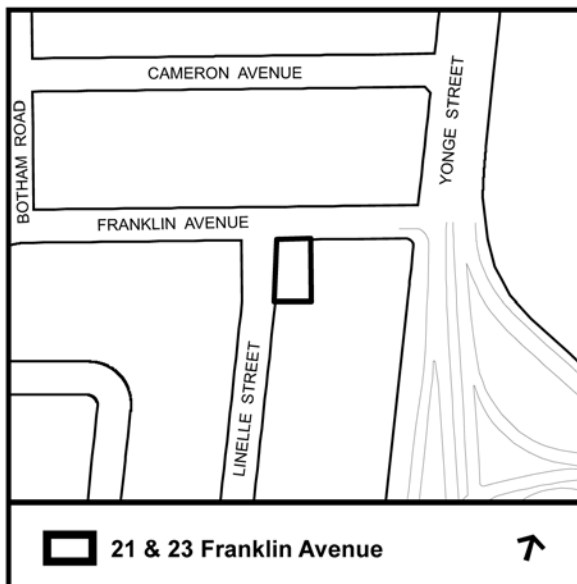 CAMERON AVENUE
YONGE STREET
BOTHAM ROAD
FRANKLIN AVENUE
LINELLE STREET
21 & 23 Franklin Avenue